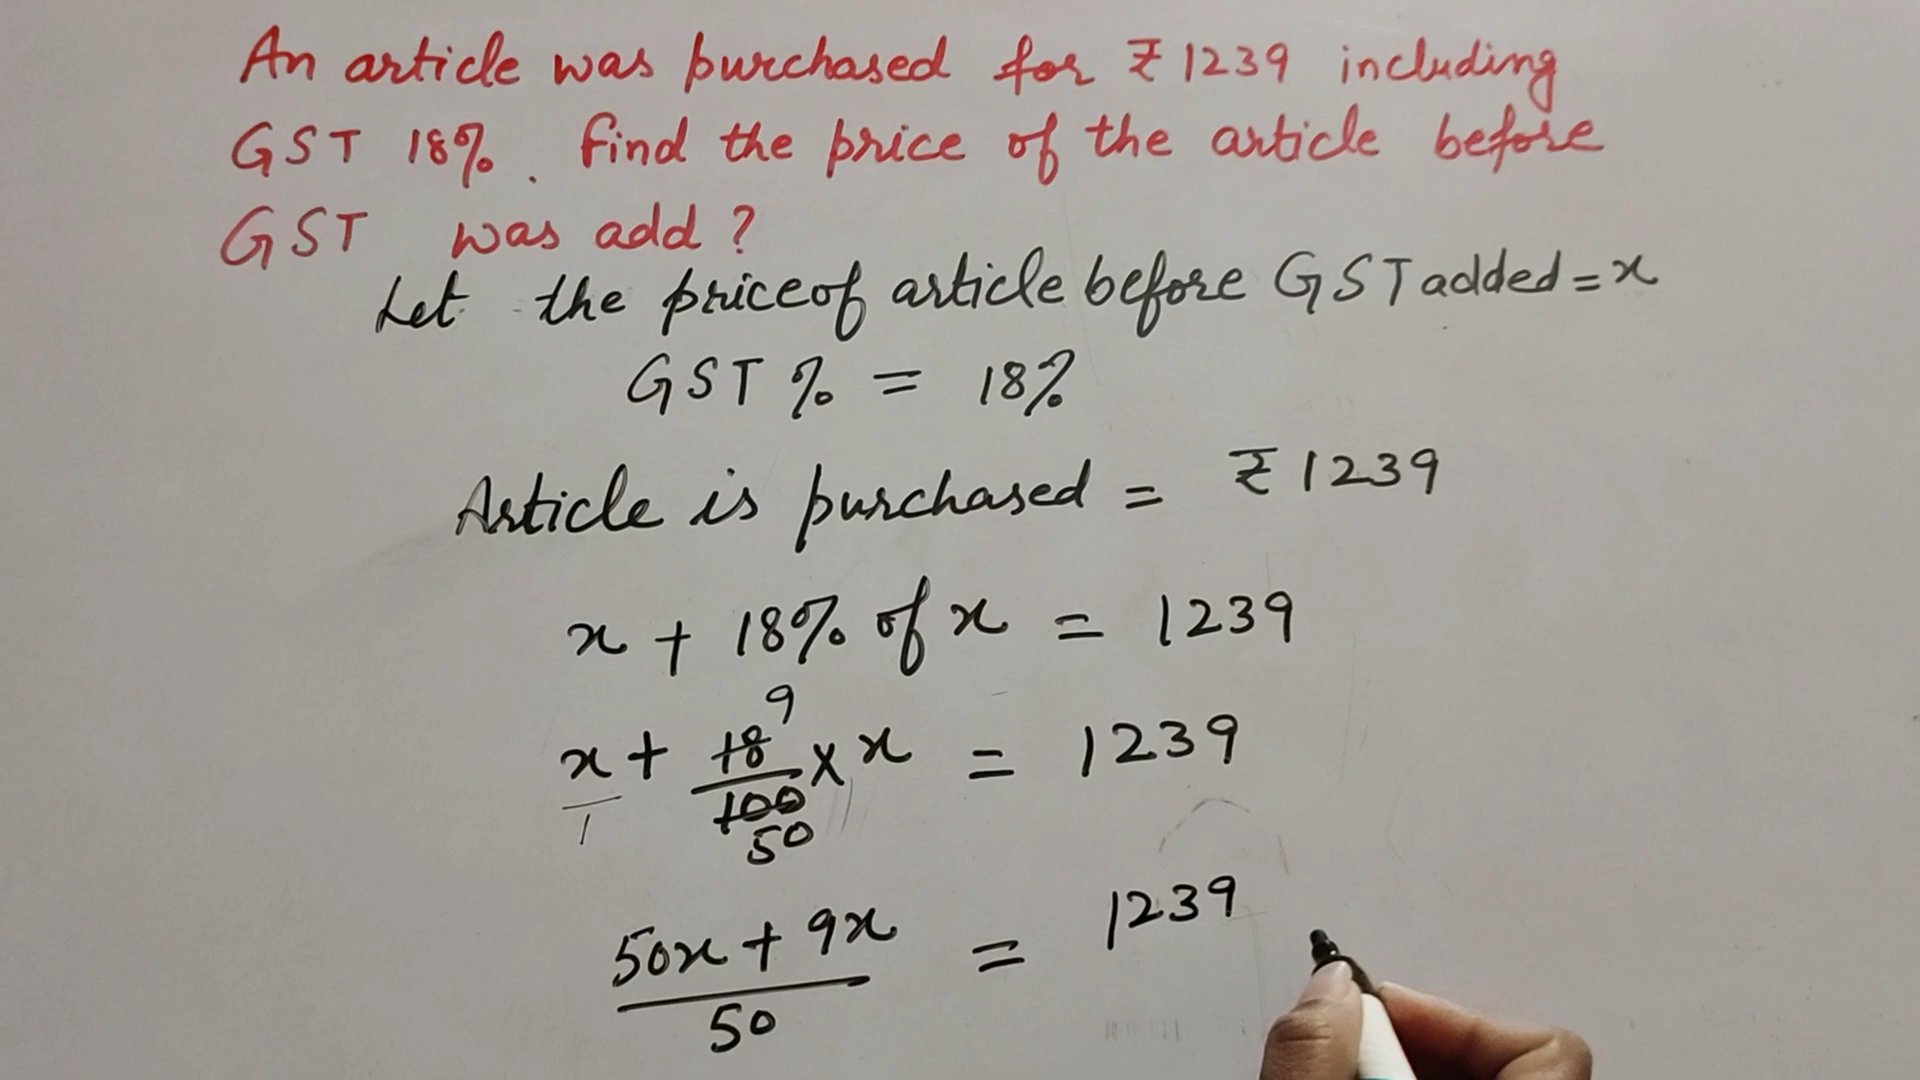 An article was purchased for ₹ 1239 including
GST 18%. find the price of the article before
GST was add?
Let the price of article before GST added = x
GST % = 18%
Article is purchased = ₹ 1239
x + 18% of x = 1239
9
x + 18/100 × x = 1239
1 50
50x + 9x = 1239
50